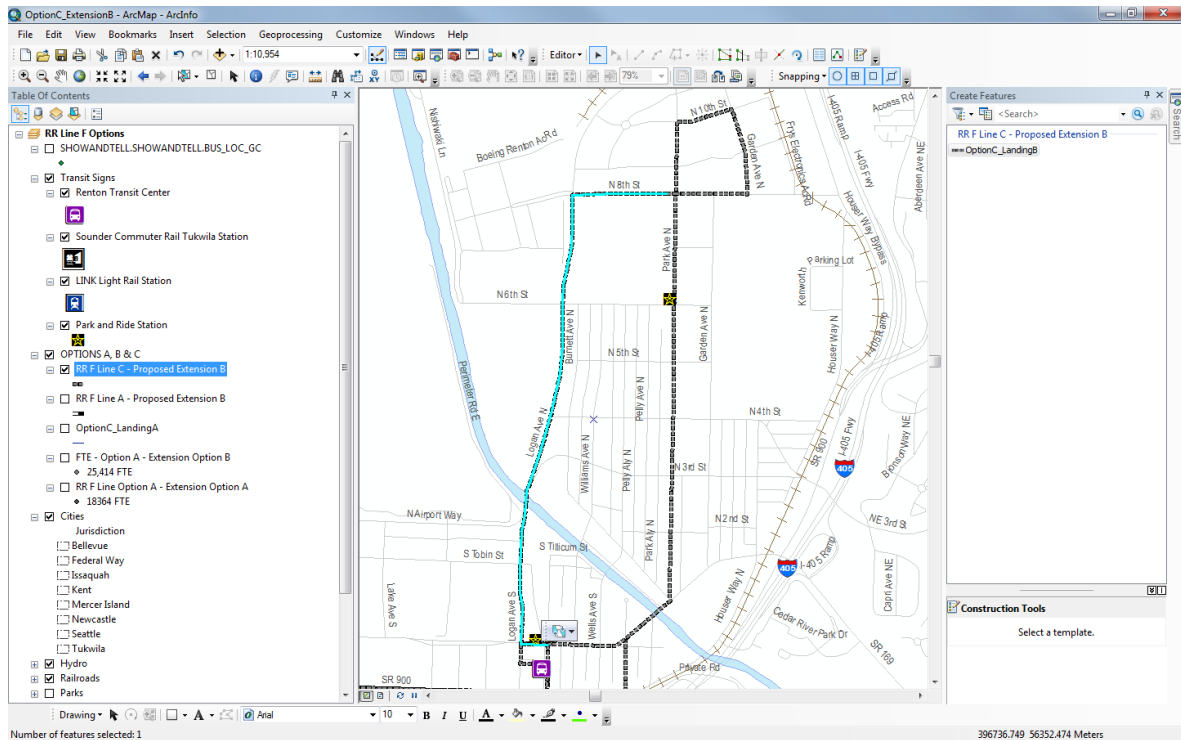 OptionC_ExtensionB - ArcMap - ArcInfo
File Edit View Bookmarks Insert Selection Geoprocessing Customize Windows Help
1:10,954
Editor
79%
Snapping
Table Of Contents
RR Line F Options
SHOWANDTELL.SHOWANDTELL.BUS_LOC_GC
Transit Signs
Renton Transit Center
Sounder Commuter Rail Tukwila Station
LINK Light Rail Station
Park and Ride Station
OPTIONS A, B & C
RR F Line C - Proposed Extension B
RR F Line A - Proposed Extension B
OptionC_LandingA
FTE - Option A - Extension Option B
25,414 FTE
RR F Line Option A - Extension Option A
18364 FTE
Cities
Jurisdiction
Bellevue
Federal Way
Issaquah
Kent
Mercer Island
Newcastle
Seattle
Tukwila
Hydro
Railroads
Parks
Nishiwaki Ln
Boeing Renton AcRd
N 10th St
Garden Ave N
Frys Electronics AcRd
I-405 Ramp
I-405 Fwy
Access Rd
Aberdeen Ave NE
N 8th St
Houser Way Bypass
Park Ave N
Parking Lot
Kenworth
N 6th St
Burnett Ave N
Garden Ave N
Houser Way N
I-405 Ramp
N 5th St
Perimeter Rd E
Pelly Ave N
N 4th St
Logan Ave N
SR 900
I-405 Fwy
Bronson Way NE
Williams Ave N
Pelly Aly N
N 3rd St
405
N Airport Way
N 2nd St
NE 3rd St
S Tobin St
S Tillicum St
Park Aly N
405
I-405 Ramp
Capri Ave NE
Lake Ave S
Logan Ave S
Wells Ave S
Houser Way N
Cedar River Park Dr
SR 169
Private Rd
SR 900
Create Features
<Search>
RR F Line C - Proposed Extension B
OptionC_LandingB
Search
Construction Tools
Select a template.
Drawing
A
Arial
10
B I U A
Number of features selected: 1
396736.749 56352.474 Meters